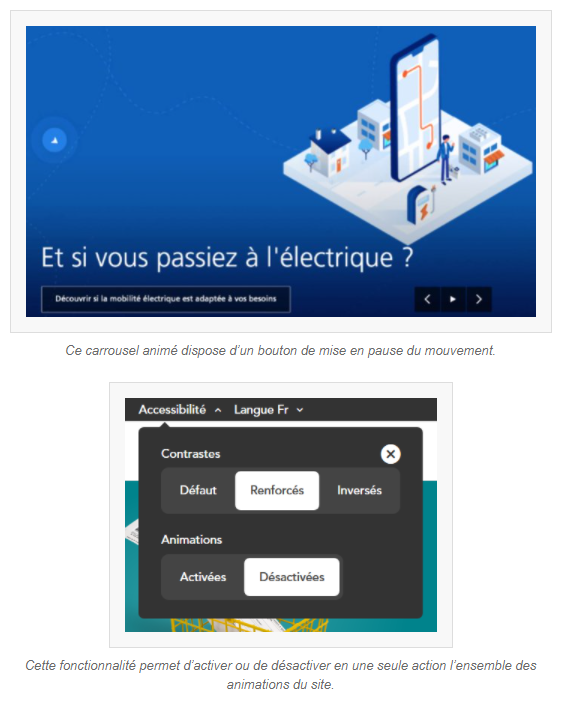 Et si vous passiez à l'électrique ?
Découvrir si la mobilité électrique est adaptée à vos besoins
Ce carrousel animé dispose d'un bouton de mise en pause du mouvement.
Accessibilité Langue Fr
Contrastes
Défaut Renforcés Inversés
Animations
Activées Désactivées
Cette fonctionnalité permet d'activer ou de désactiver en une seule action l'ensemble des
animations du site.